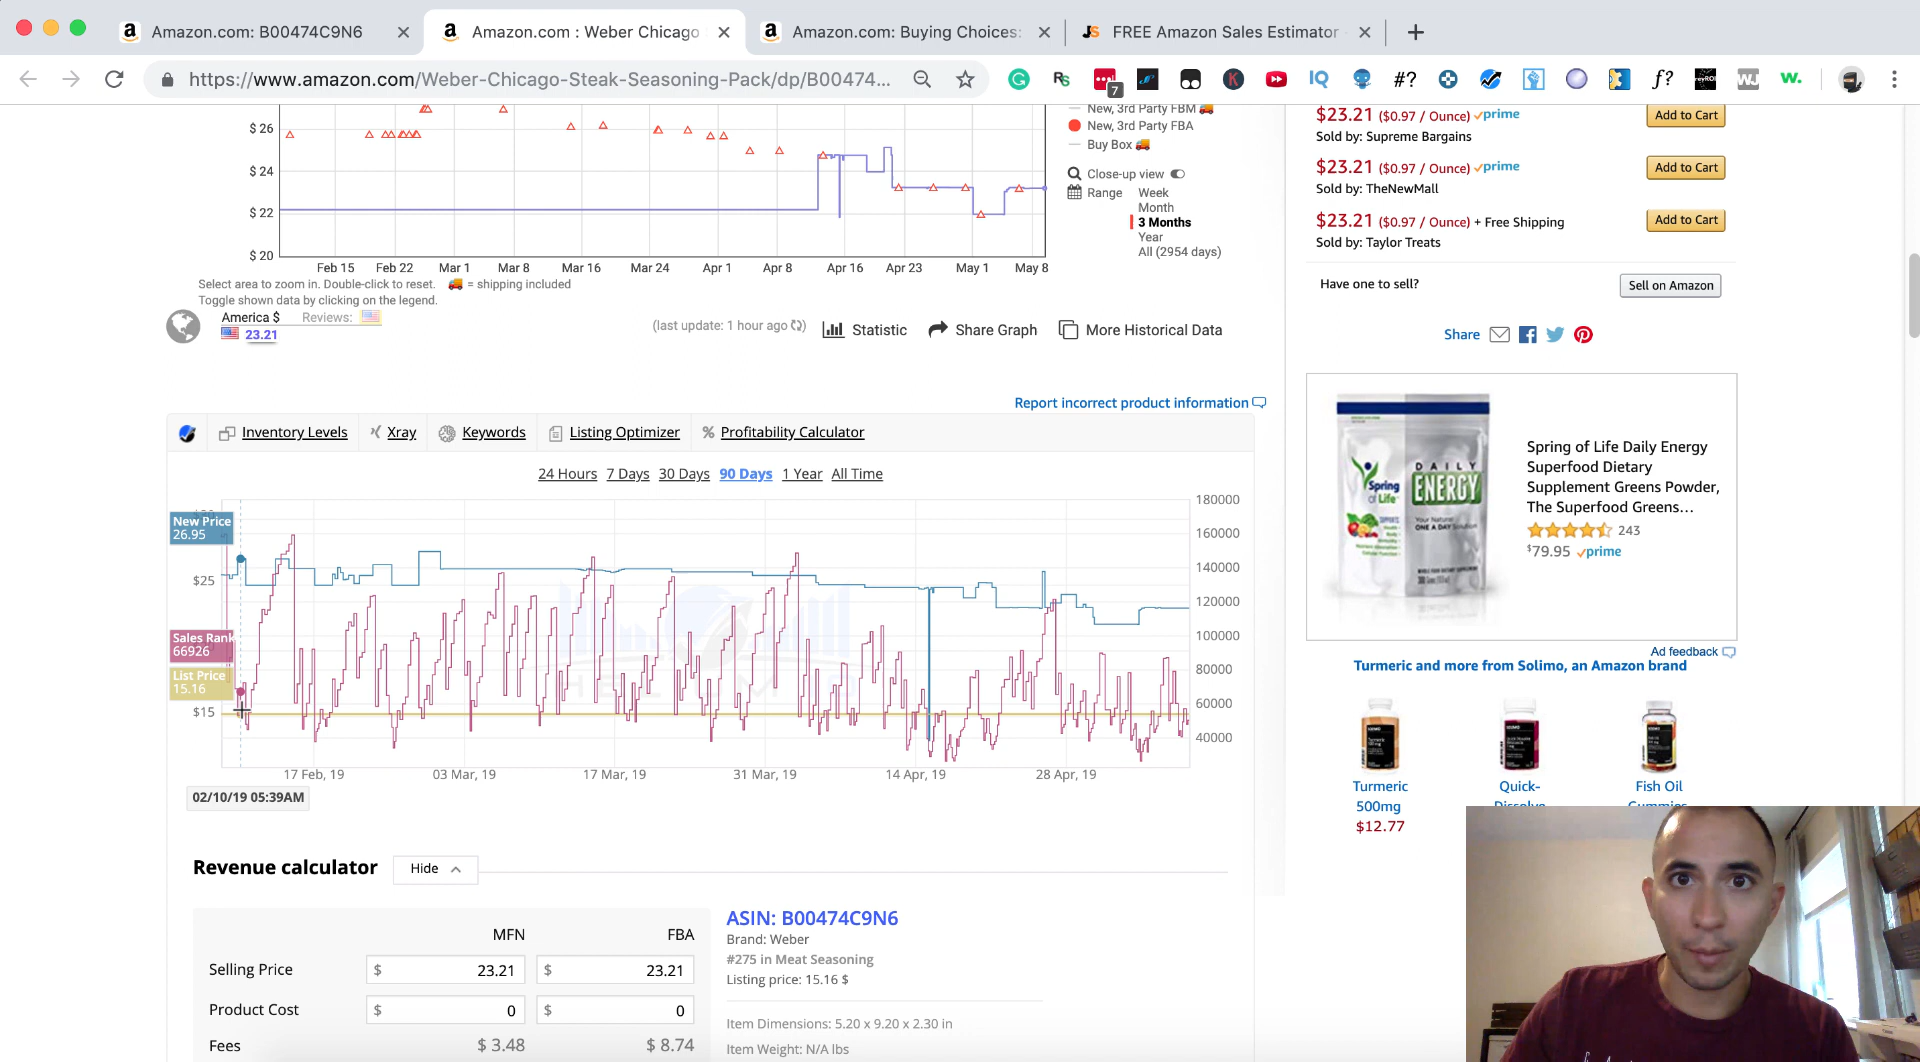 Amazon.com: B00474C9N6
Amazon.com : Weber Chicago
Amazon.com: Buying Choices:
FREE Amazon Sales Estimator
https://www.amazon.com/Weber-Chicago-Steak-Seasoning-Pack/dp/B00474...
7
RS
IQ
#?
f?
WJ
w.
$ 26
$ 24
$ 22
$ 20
Feb 15 Feb 22 Mar 1 Mar 8 Mar 16 Mar 24 Apr 1 Apr 8 Apr 16 Apr 23 May 1 May 8
New, 3rd Party FBM
New, 3rd Party FBA
Buy Box
Close-up view
Range
Week
Month
3 Months
Year
All (2954 days)
Select area to zoom in. Double-click to reset. = shipping included
Toggle shown data by clicking on the legend.
America $ Reviews:
23.21
(last update: 1 hour ago)
Statistic
Share Graph
More Historical Data
Report incorrect product information
Inventory Levels
Xray
Keywords
Listing Optimizer
Profitability Calculator
24 Hours 7 Days 30 Days 90 Days 1 Year All Time
New Price
26.95
$25
Sales Rank
66926
List Price
15.16
$15
180000
160000
140000
120000
100000
80000
60000
40000
17 Feb, 19 03 Mar, 19 17 Mar, 19 31 Mar, 19 14 Apr, 19 28 Apr, 19
02/10/19 05:39AM
Revenue calculator
Hide
MFN FBA
Selling Price $ 23.21 $ 23.21
Product Cost $ 0 $ 0
Fees $ 3.48 $ 8.74
ASIN: B00474C9N6
Brand: Weber
#275 in Meat Seasoning
Listing price: 15.16 $
Item Dimensions: 5.20 x 9.20 x 2.30 in
Item Weight: N/A lbs
$23.21 ($0.97 / Ounce) prime
Sold by: Supreme Bargains
Add to Cart
$23.21 ($0.97 / Ounce) prime
Sold by: TheNewMall
Add to Cart
$23.21 ($0.97 / Ounce) + Free Shipping
Sold by: Taylor Treats
Add to Cart
Have one to sell?
Sell on Amazon
Share
Spring
of Life
DAILY
ENERGY
Spring of Life Daily Energy
Superfood Dietary
Supplement Greens Powder,
The Superfood Greens...
243
$79.95 prime
Ad feedback
Turmeric and more from Solimo, an Amazon brand
Turmeric
500mg
$12.77
Quick-
Dissolve
Fish Oil
Gummies